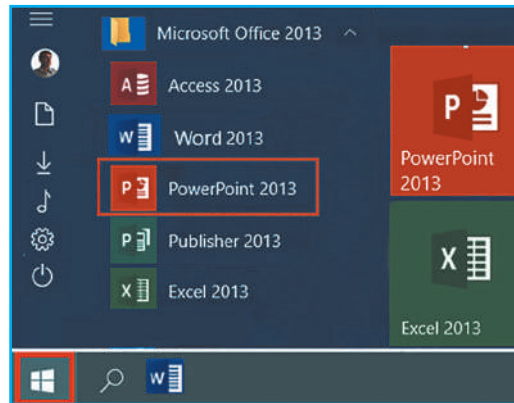 Microsoft Office 2013
A
Access 2013
W
Word 2013
P
PowerPoint 2013
P
Publisher 2013
X
Excel 2013
P
PowerPoint
2013
X
Excel 2013
W